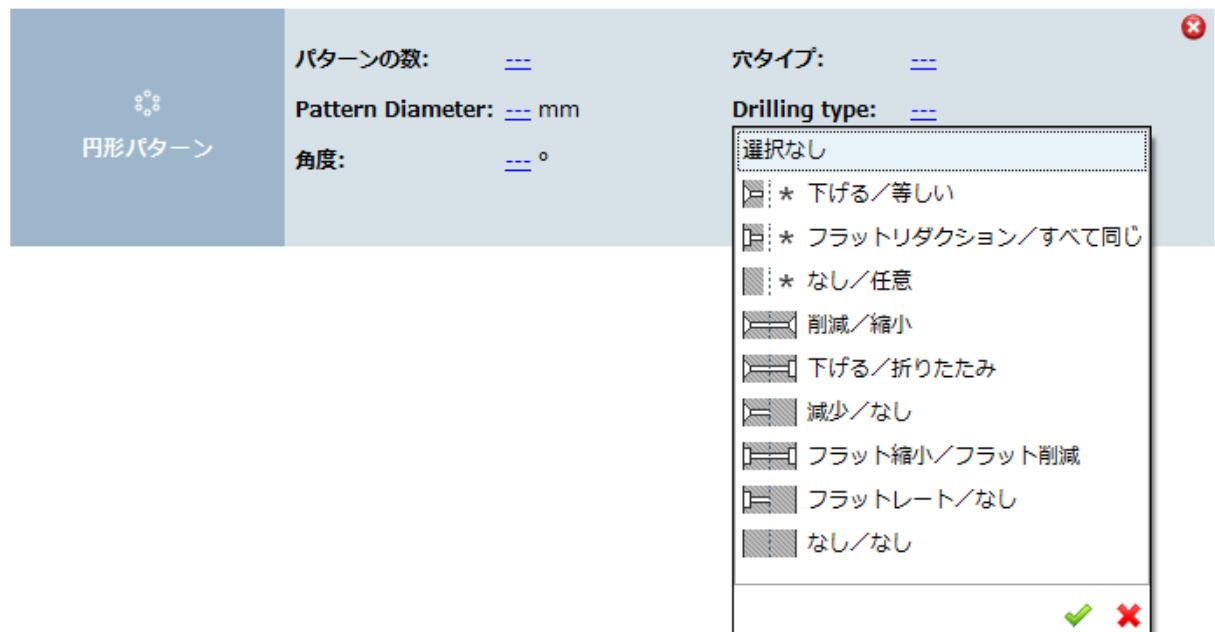 円形パターン
パターンの数: ---
Pattern Diameter: --- mm
角度: --- °
穴タイプ: ---
Drilling type: ---
選択なし
* 下げる／等しい
* フラットリダクション／すべて同じ
* なし／任意
削減／縮小
下げる／折りたたみ
減少／なし
フラット縮小／フラット削減
フラットレート／なし
なし／なし